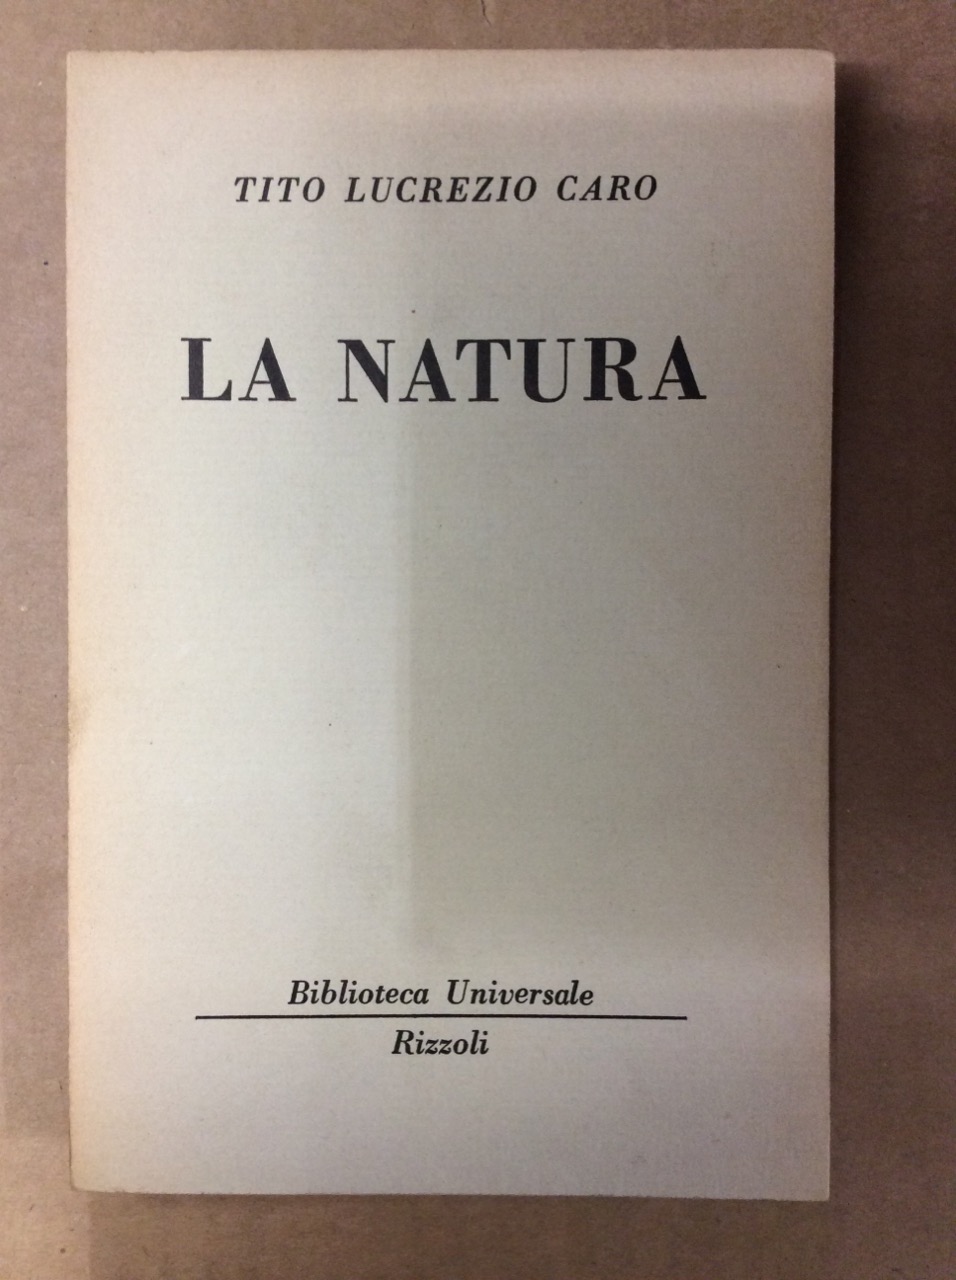 TITO LUCREZIO CARO
LA NATURA
Biblioteca Universale
Rizzoli